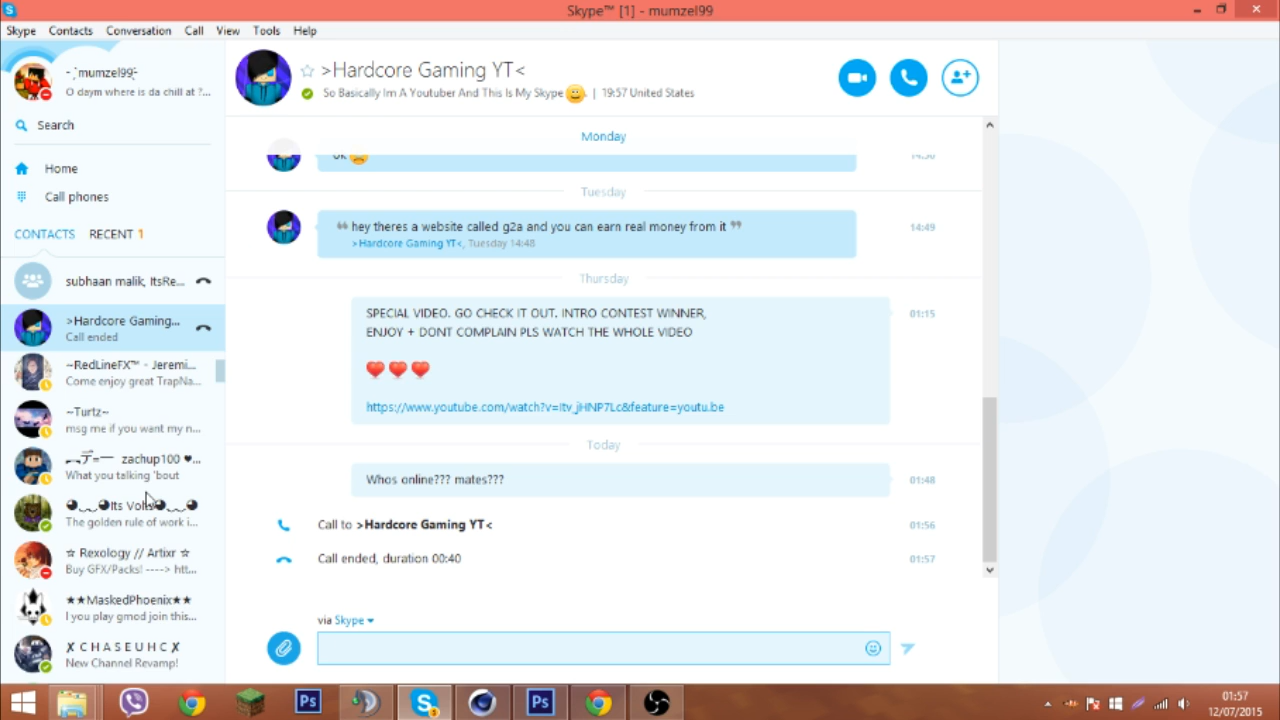 Skype™ [1] - mumzel99
Skype Contacts Conversation Call View Tools Help
mumzel99
O daym where is da chill at ?...
Search
Home
Call phones
CONTACTS RECENT 1
subhaan malik, ItsRe...
>Hardcore Gaming...
Call ended
~RedLineFX™ - Jeremi...
Come enjoy great TrapNa...
~Turtz~
msg me if you want my n...
zachup100 ❤...
What you talking 'bout
Its Volts
The golden rule of work i...
☆ Rexology // Artixr ☆
Buy GFX/Packs! ----> htt...
★★MaskedPhoenix★★
I you play gmod join this...
✗ C H A S E U H C ✗
New Channel Revamp!
☆ >Hardcore Gaming YT<
So Basically Im A Youtuber And This Is My Skype | 19:57 United States
Monday
ok 14:50
Tuesday
❝ hey theres a website called g2a and you can earn real money from it ❞ 14:49
>Hardcore Gaming YT<, Tuesday 14:48
Thursday
SPECIAL VIDEO. GO CHECK IT OUT. INTRO CONTEST WINNER, 01:15
ENJOY + DONT COMPLAIN PLS WATCH THE WHOLE VIDEO
https://www.youtube.com/watch?v=Itv_jHNP7Lc&feature=youtu.be
Today
Whos online??? mates??? 01:48
Call to >Hardcore Gaming YT< 01:56
Call ended, duration 00:40 01:57
via Skype
Ps
Ps
01:57
12/07/2015